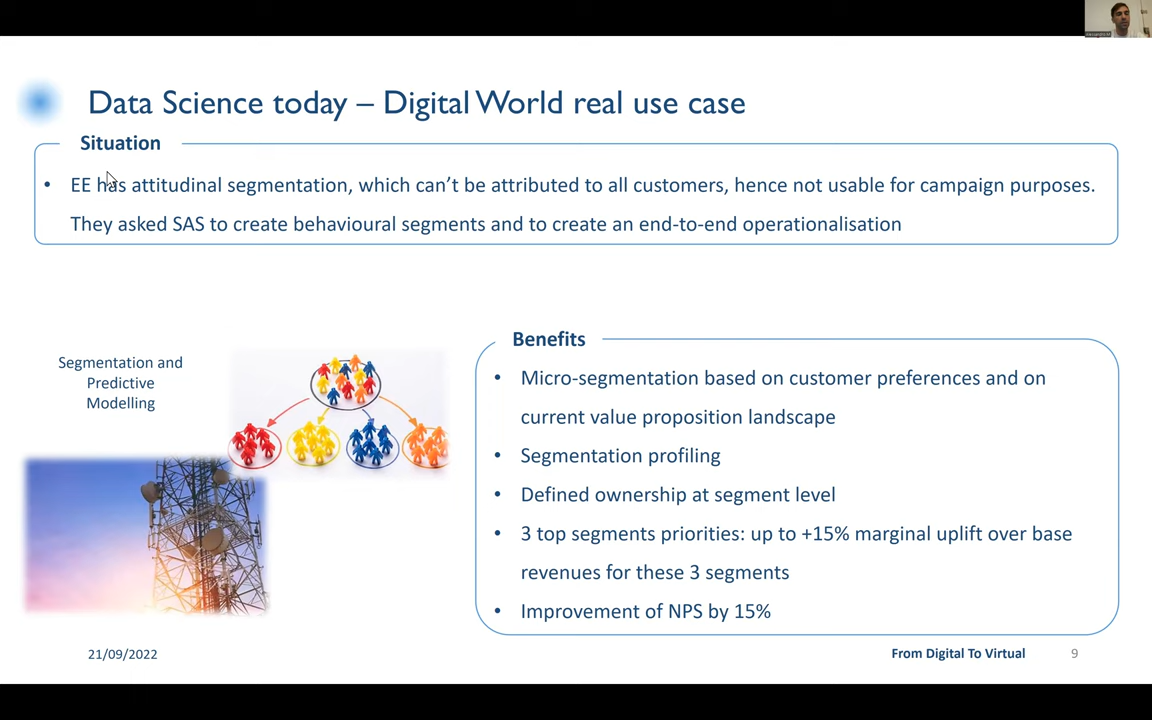 Data Science today – Digital World real use case
Situation
• EE has attitudinal segmentation, which can't be attributed to all customers, hence not usable for campaign purposes.
They asked SAS to create behavioural segments and to create an end-to-end operationalisation
Segmentation and
Predictive
Modelling
Benefits
• Micro-segmentation based on customer preferences and on
current value proposition landscape
• Segmentation profiling
• Defined ownership at segment level
• 3 top segments priorities: up to +15% marginal uplift over base
revenues for these 3 segments
• Improvement of NPS by 15%
21/09/2022
From Digital To Virtual
9